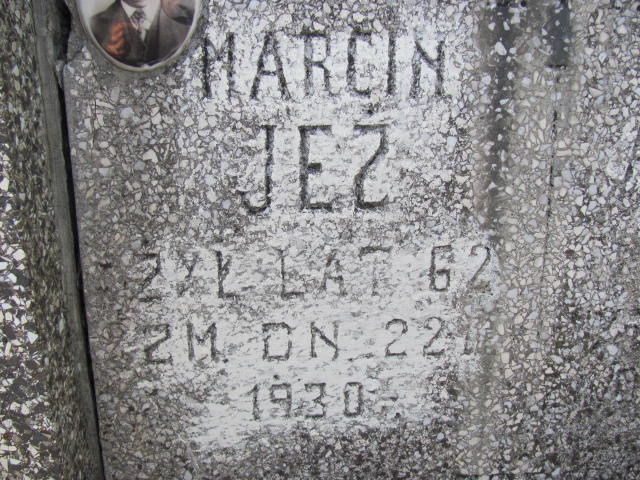 MARCIN
JEŻ
ŻYŁ LAT 62
ZM. DN. 22
1930